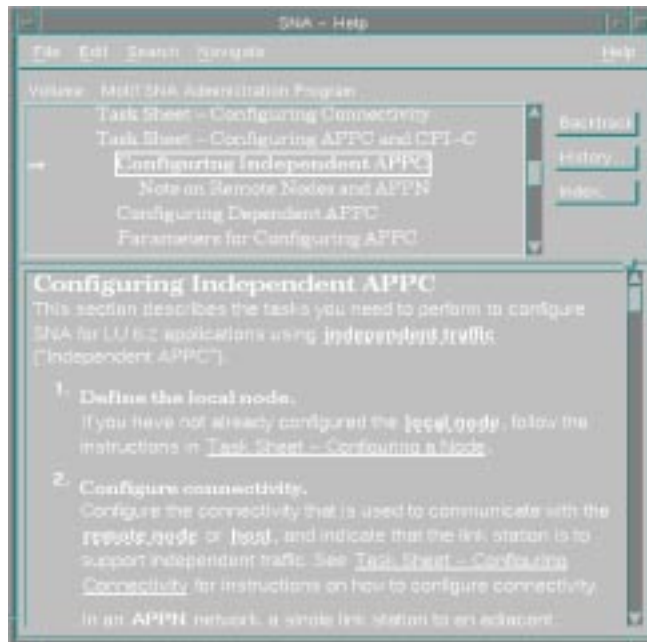 SNA – Help
File Edit Search Navigate Help
Volume: Motif SNA Administration Program
Task Sheet – Configuring Connectivity
Task Sheet – Configuring APPC and CPI–C
Configuring Independent APPC
Note on Remote Nodes and APPN
Configuring Dependent APPC
Parameters for Configuring APPC
Backtrack
History...
Index...
Configuring Independent APPC
This section describes the tasks you need to perform to configure
SNA for LU 6.2 applications using independent traffic
("Independent APPC").
1. Define the local node.
If you have not already configured the local node, follow the
instructions in Task Sheet – Configuring a Node.
2. Configure connectivity.
Configure the connectivity that is used to communicate with the
remote node or host, and indicate that the link station is to
support independent traffic. See Task Sheet – Configuring
Connectivity for instructions on how to configure connectivity.
In an APPN network, a single link station to an adjacent